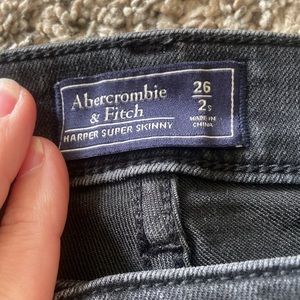 Abercrombie
& Fitch
HARPER SUPER SKINNY
26
2s
MADE IN
CHINA